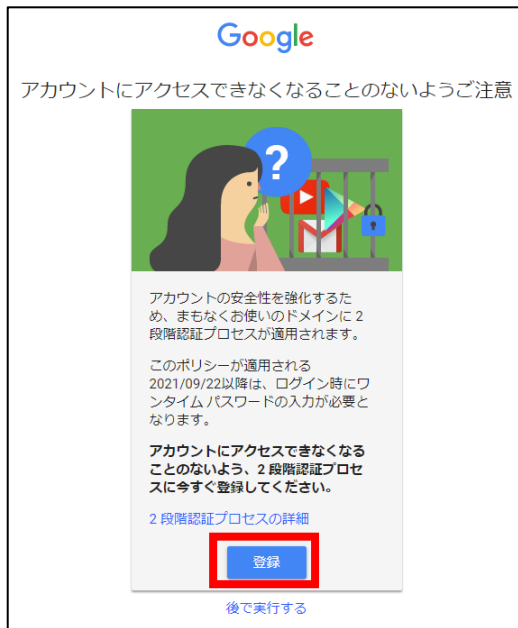 Google
アカウントにアクセスできなくなることのないようご注意
?
アカウントの安全性を強化するた
め、まもなくお使いのドメインに 2
段階認証プロセスが適用されます。
このポリシーが適用される
2021/09/22以降は、ログイン時にワ
ンタイム パスワードの入力が必要と
なります。
アカウントにアクセスできなくなる
ことのないよう、2 段階認証プロセ
スに今すぐ登録してください。
2 段階認証プロセスの詳細
登録
後で実行する